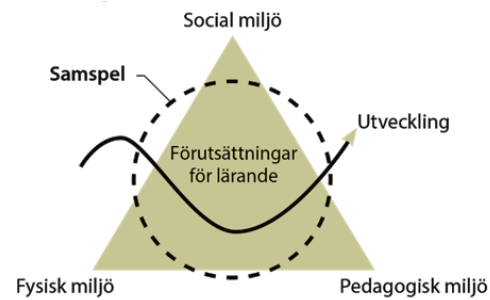 Social miljö
Samspel
Utveckling
Förutsättningar
för lärande
Fysisk miljö
Pedagogisk miljö